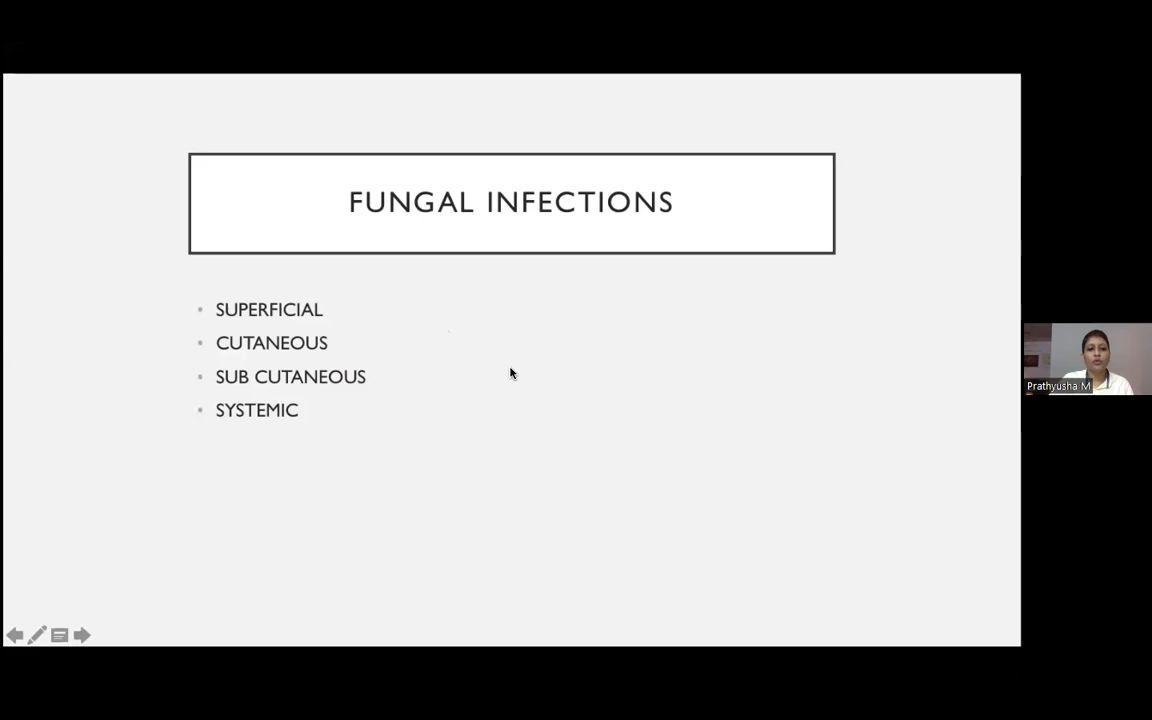 FUNGAL INFECTIONS
SUPERFICIAL
CUTANEOUS
SUB CUTANEOUS
SYSTEMIC
Prathyusha M